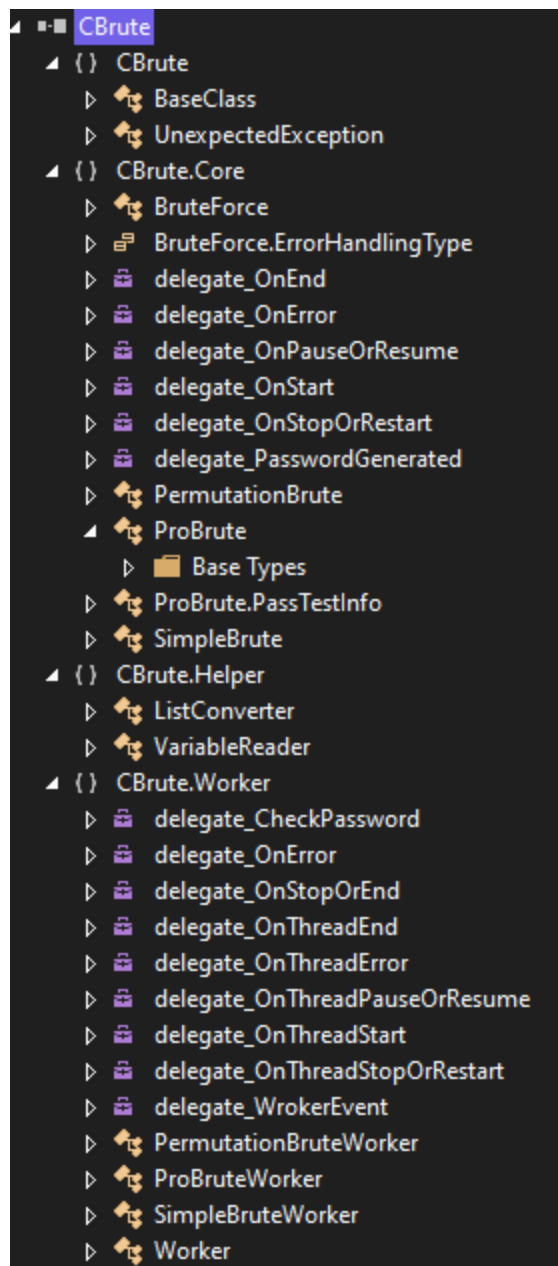 CBrute
{ } CBrute
BaseClass
UnexpectedException
{ } CBrute.Core
BruteForce
BruteForce.ErrorHandlingType
delegate_OnEnd
delegate_OnError
delegate_OnPauseOrResume
delegate_OnStart
delegate_OnStopOrRestart
delegate_PasswordGenerated
PermutationBrute
ProBrute
Base Types
ProBrute.PassTestInfo
SimpleBrute
{ } CBrute.Helper
ListConverter
VariableReader
{ } CBrute.Worker
delegate_CheckPassword
delegate_OnError
delegate_OnStopOrEnd
delegate_OnThreadEnd
delegate_OnThreadError
delegate_OnThreadPauseOrResume
delegate_OnThreadStart
delegate_OnThreadStopOrRestart
delegate_WrokerEvent
PermutationBruteWorker
ProBruteWorker
SimpleBruteWorker
Worker